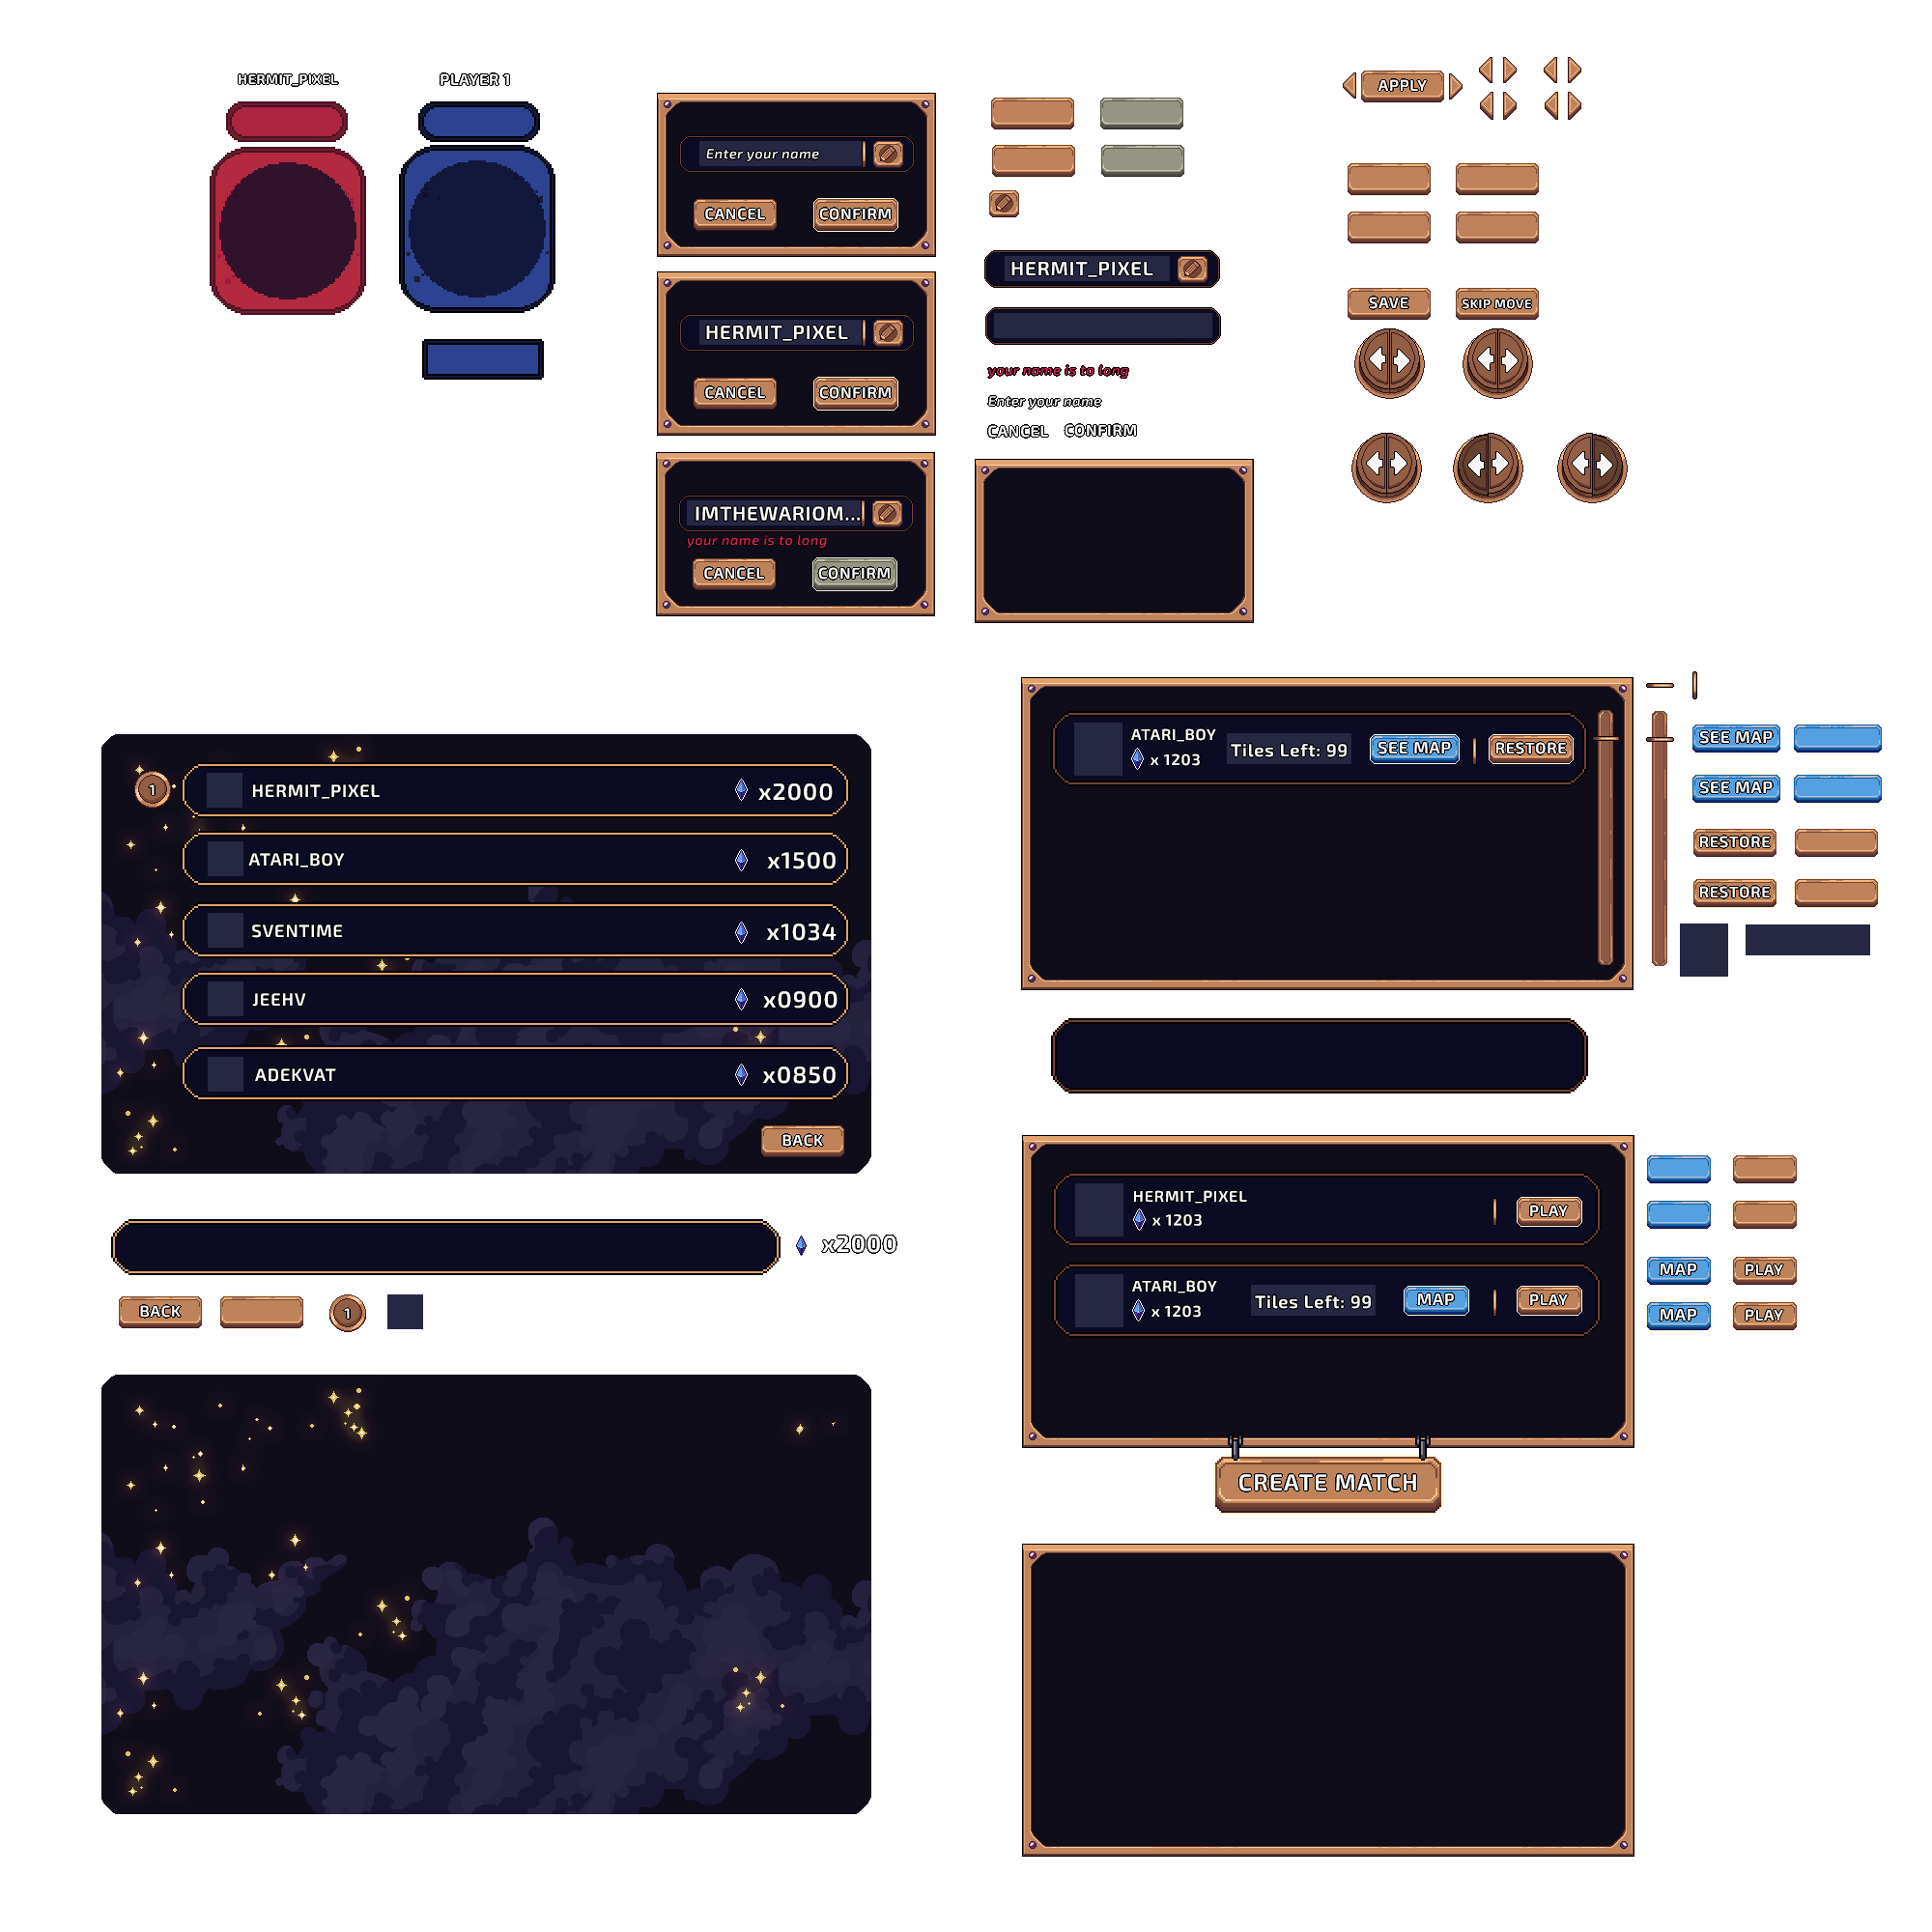 HERMIT_PIXEL
PLAYER 1
Enter your name
CANCEL CONFIRM
HERMIT_PIXEL
CANCEL CONFIRM
IMTHEWARIOM...
your name is to long
CANCEL CONFIRM
HERMIT_PIXEL
your name is to long
Enter your name
CANCEL CONFIRM
APPLY
SAVE SKIP MOVE
1 HERMIT_PIXEL x2000
ATARI_BOY x1500
SVENTIME x1034
JEEHV x0900
ADEKVAT x0850
BACK
x2000
BACK 1
ATARI_BOY
x 1203
Tiles Left: 99 SEE MAP RESTORE
SEE MAP
SEE MAP
RESTORE
RESTORE
HERMIT_PIXEL
x 1203
PLAY
ATARI_BOY
x 1203
Tiles Left: 99 MAP PLAY
MAP PLAY
MAP PLAY
CREATE MATCH